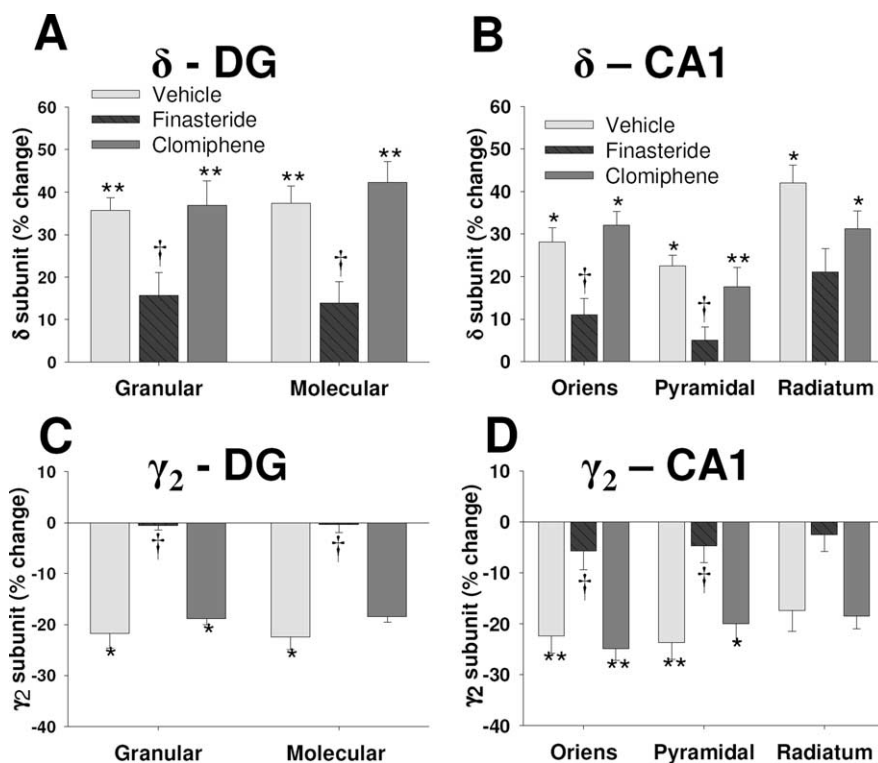 A
δ - DG
Vehicle
Finasteride
Clomiphene
δ subunit (% change)
60
50
40
30
20
10
0
**
†
**
**
†
**
Granular
Molecular
B
δ – CA1
Vehicle
Finasteride
Clomiphene
δ subunit (% change)
60
50
40
30
20
10
0
*
†
*
*
†
**
*
*
Oriens
Pyramidal
Radiatum
C
γ2 - DG
γ2 subunit (% change)
10
0
-10
-20
-30
-40
*
†
*
*
†
Granular
Molecular
D
γ2 – CA1
γ2 subunit (% change)
10
0
-10
-20
-30
-40
**
†
**
**
†
*
Oriens
Pyramidal
Radiatum